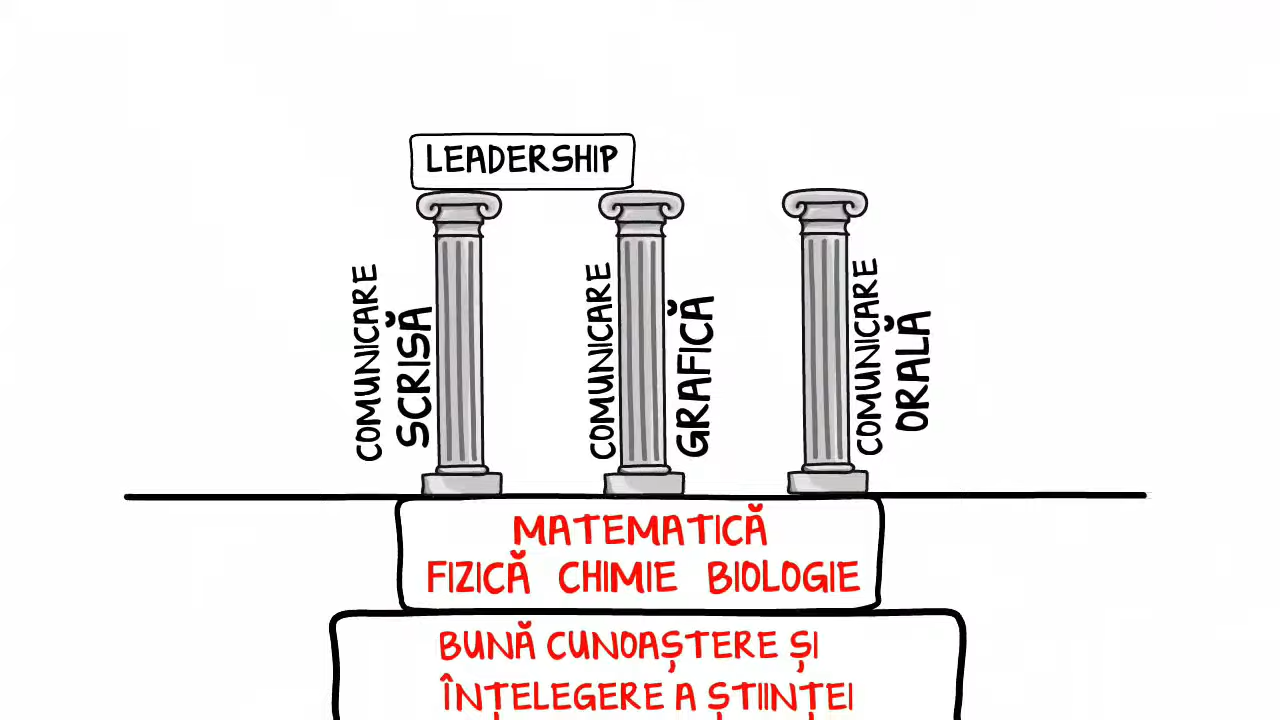 LEADERSHIP
COMUNICARE
SCRISĂ
COMUNICARE
GRAFICĂ
COMUNICARE
ORALĂ
MATEMATICĂ
FIZICĂ CHIMIE BIOLOGIE
BUNĂ CUNOAȘTERE ȘI
ÎNȚELEGERE A ȘTIINȚEI